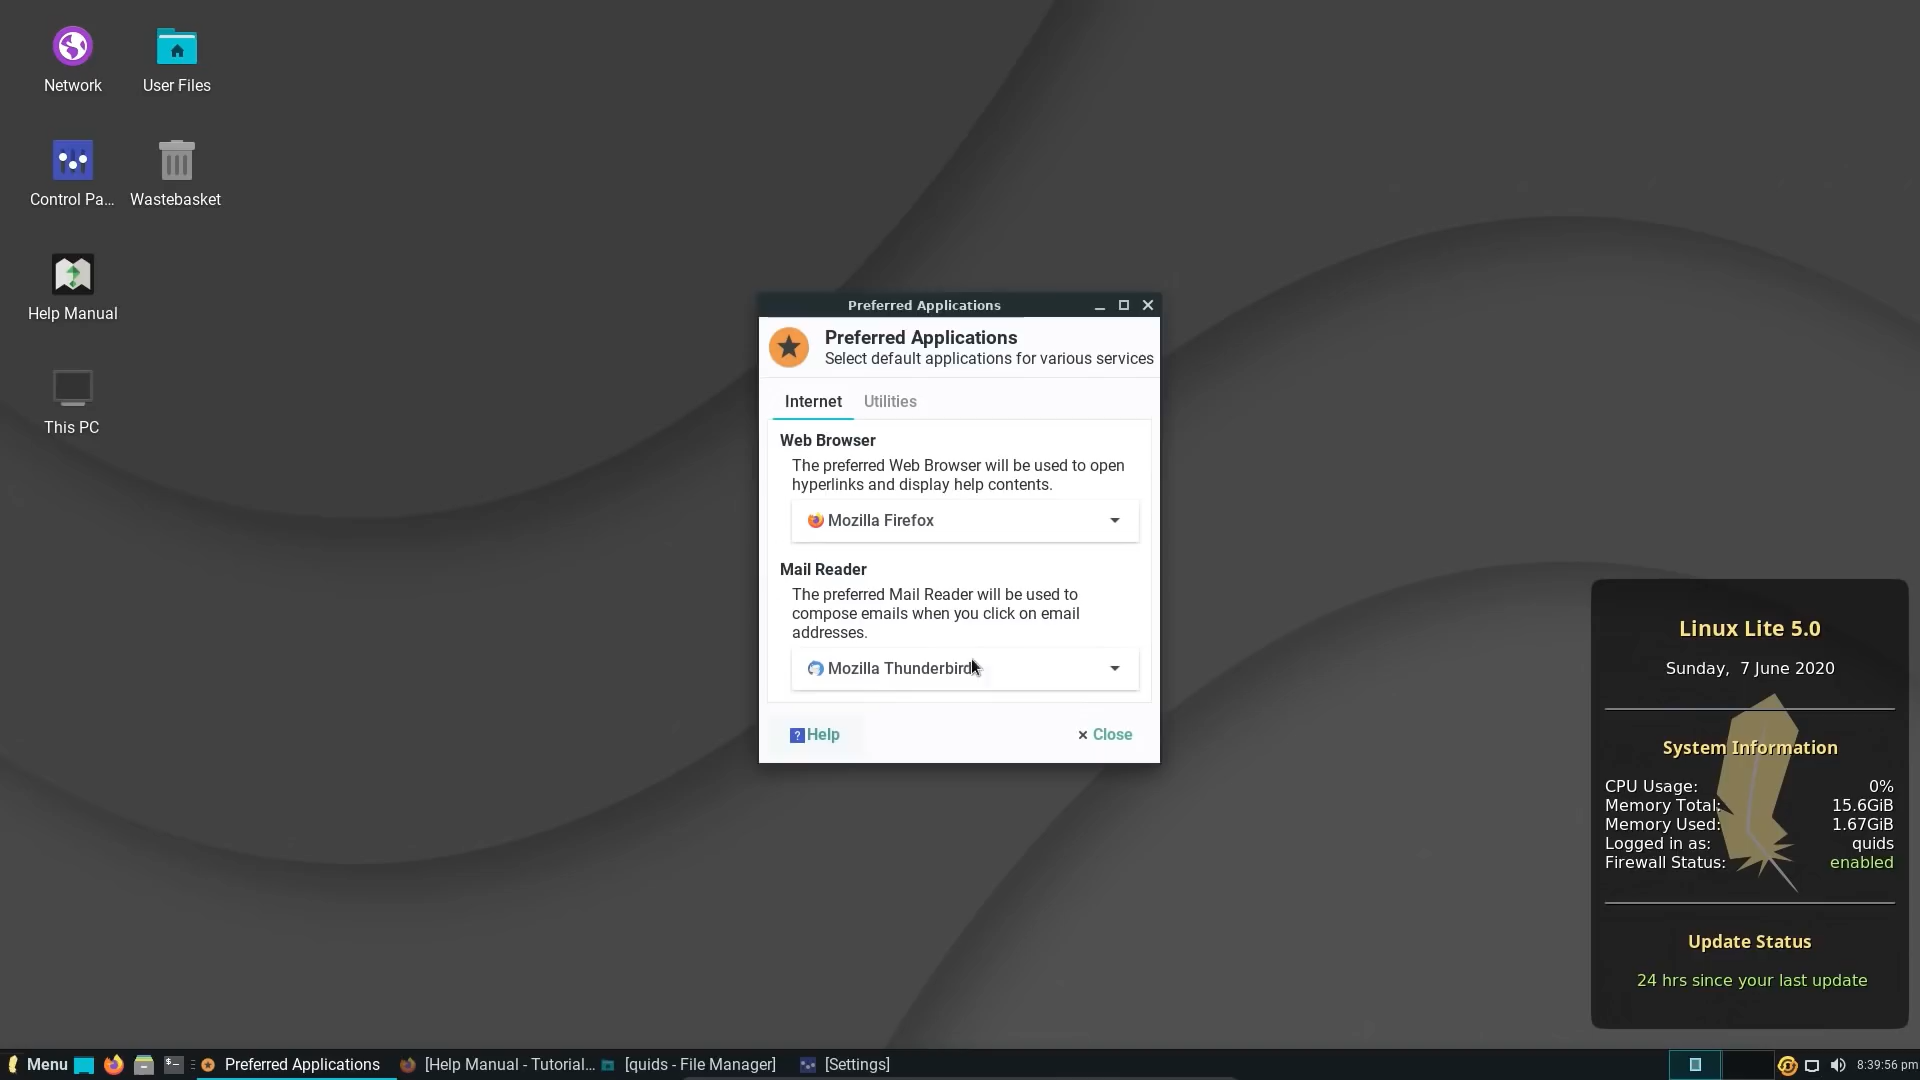 Network
User Files
Control Pa...
Wastebasket
Help Manual
This PC
Preferred Applications
Preferred Applications
Select default applications for various services
Internet
Utilities
Web Browser
The preferred Web Browser will be used to open
hyperlinks and display help contents.
Mozilla Firefox
Mail Reader
The preferred Mail Reader will be used to
compose emails when you click on email
addresses.
Mozilla Thunderbird
? Help
× Close
Linux Lite 5.0
Sunday, 7 June 2020
System Information
CPU Usage: 0%
Memory Total: 15.6GiB
Memory Used: 1.67GiB
Logged in as: quids
Firewall Status: enabled
Update Status
24 hrs since your last update
Menu
Preferred Applications
[Help Manual - Tutorial...
[quids - File Manager]
[Settings]
8:39:56 pm